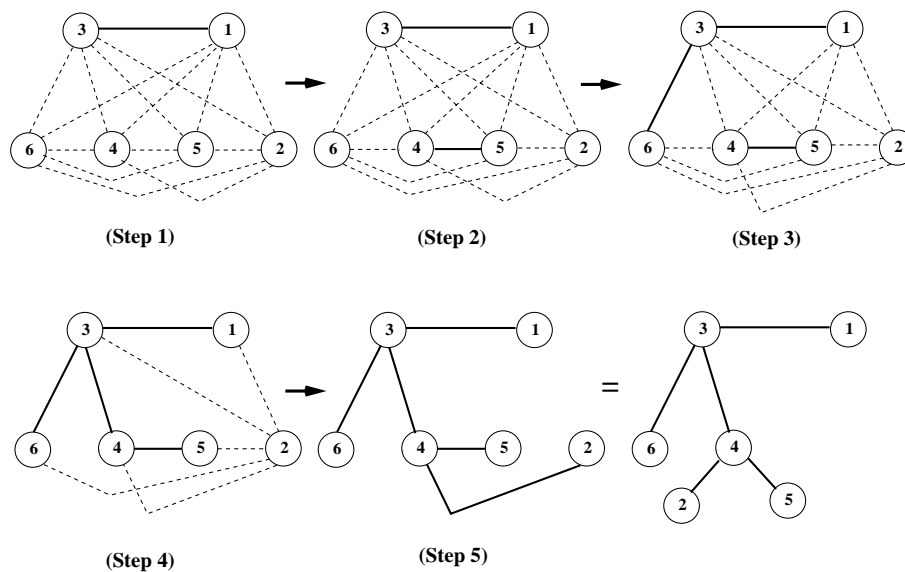 3 1 3 1 3 1
6 4 5 2 6 4 5 2 6 4 5 2
(Step 1) (Step 2) (Step 3)
3 1 3 1 = 3 1
6 4 5 2 6 4 5 2 6 4
2 5
(Step 4) (Step 5)